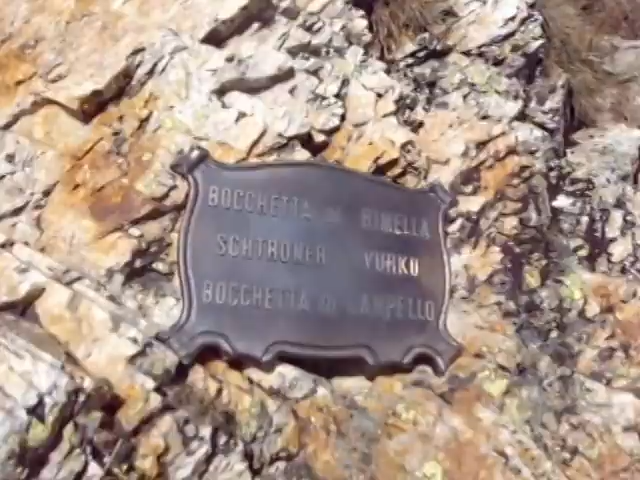 BOCCHETTA DI RIMELLA
SCHTRONER VURKU
BOCCHETTA DI CAMPELLO